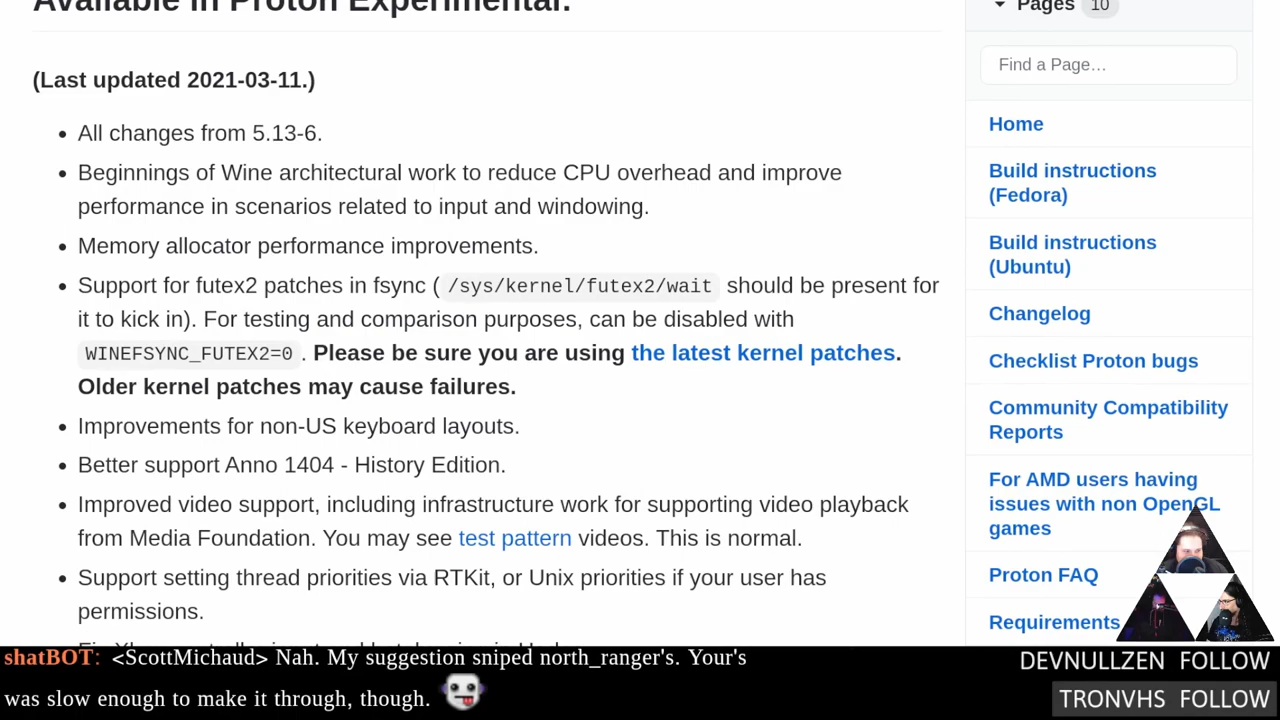 Available in Proton Experimental:
Pages 10
(Last updated 2021-03-11.)
Find a Page…
All changes from 5.13-6.
Beginnings of Wine architectural work to reduce CPU overhead and improve
performance in scenarios related to input and windowing.
Memory allocator performance improvements.
Support for futex2 patches in fsync ( /sys/kernel/futex2/wait should be present for
it to kick in). For testing and comparison purposes, can be disabled with
WINEFSYNC_FUTEX2=0 . Please be sure you are using the latest kernel patches.
Older kernel patches may cause failures.
Improvements for non-US keyboard layouts.
Better support Anno 1404 - History Edition.
Improved video support, including infrastructure work for supporting video playback
from Media Foundation. You may see test pattern videos. This is normal.
Support setting thread priorities via RTKit, or Unix priorities if your user has
permissions.
Home
Build instructions
(Fedora)
Build instructions
(Ubuntu)
Changelog
Checklist Proton bugs
Community Compatibility
Reports
For AMD users having
issues with non OpenGL
games
Proton FAQ
Requirements
shatBOT: <ScottMichaud> Nah. My suggestion sniped north_ranger's. Your's
was slow enough to make it through, though.
DEVNULLZEN FOLLOW
TRONVHS FOLLOW